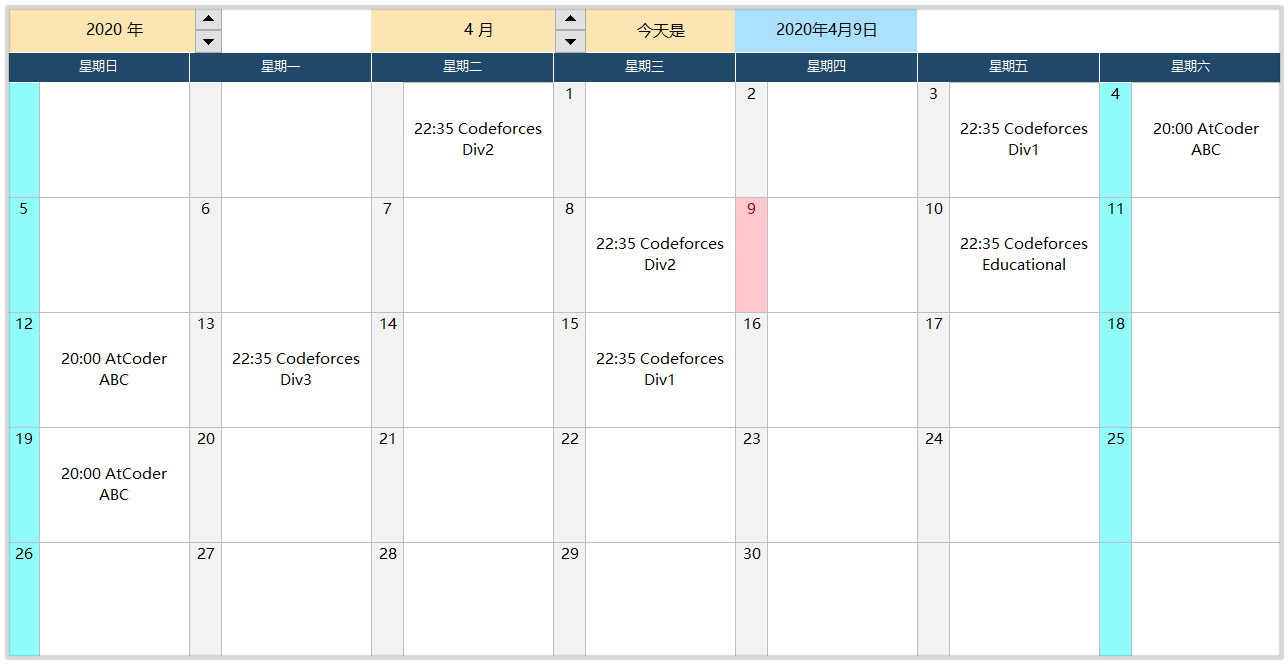 2020 年
4 月
今天是
2020年4月9日
星期日
星期一
星期二
星期三
星期四
星期五
星期六
22:35 Codeforces
Div2
1
2
3
22:35 Codeforces
Div1
4
20:00 AtCoder
ABC
5
6
7
8
22:35 Codeforces
Div2
9
10
22:35 Codeforces
Educational
11
12
20:00 AtCoder
ABC
13
22:35 Codeforces
Div3
14
15
22:35 Codeforces
Div1
16
17
18
19
20:00 AtCoder
ABC
20
21
22
23
24
25
26
27
28
29
30